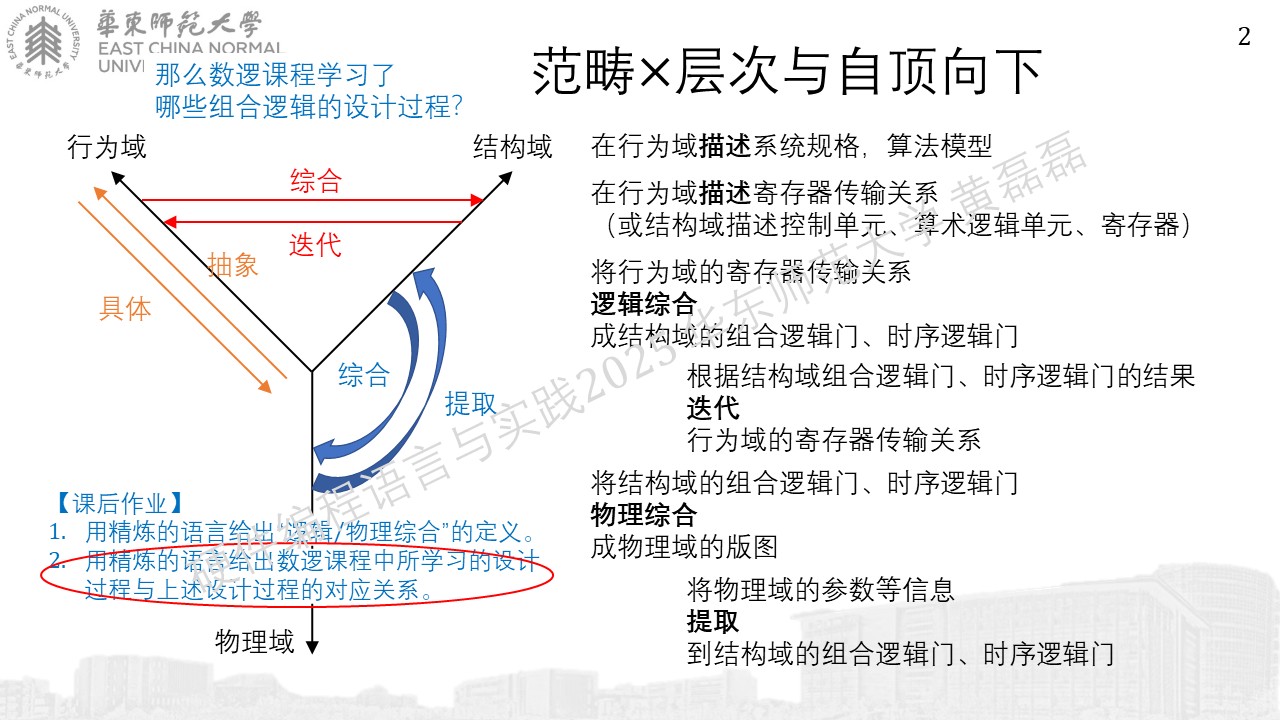 華東師範大學
EAST CHINA NORMAL
UNIV
EAST CHINA NORMAL UNIVERSITY
華東師範大學
2
范畴×层次与自顶向下
那么数逻课程学习了
哪些组合逻辑的设计过程？
行为域
结构域
综合
迭代
抽象
具体
综合
提取
物理域
【课后作业】
1. 用精炼的语言给出“逻辑/物理综合”的定义。
2. 用精炼的语言给出数逻课程中所学习的设计
过程与上述设计过程的对应关系。
在行为域描述系统规格，算法模型
在行为域描述寄存器传输关系
（或结构域描述控制单元、算术逻辑单元、寄存器）
将行为域的寄存器传输关系
逻辑综合
成结构域的组合逻辑门、时序逻辑门
根据结构域组合逻辑门、时序逻辑门的结果
迭代
行为域的寄存器传输关系
将结构域的组合逻辑门、时序逻辑门
物理综合
成物理域的版图
将物理域的参数等信息
提取
到结构域的组合逻辑门、时序逻辑门
硬件编程语言与实践2025 华东师范大学 黄磊磊